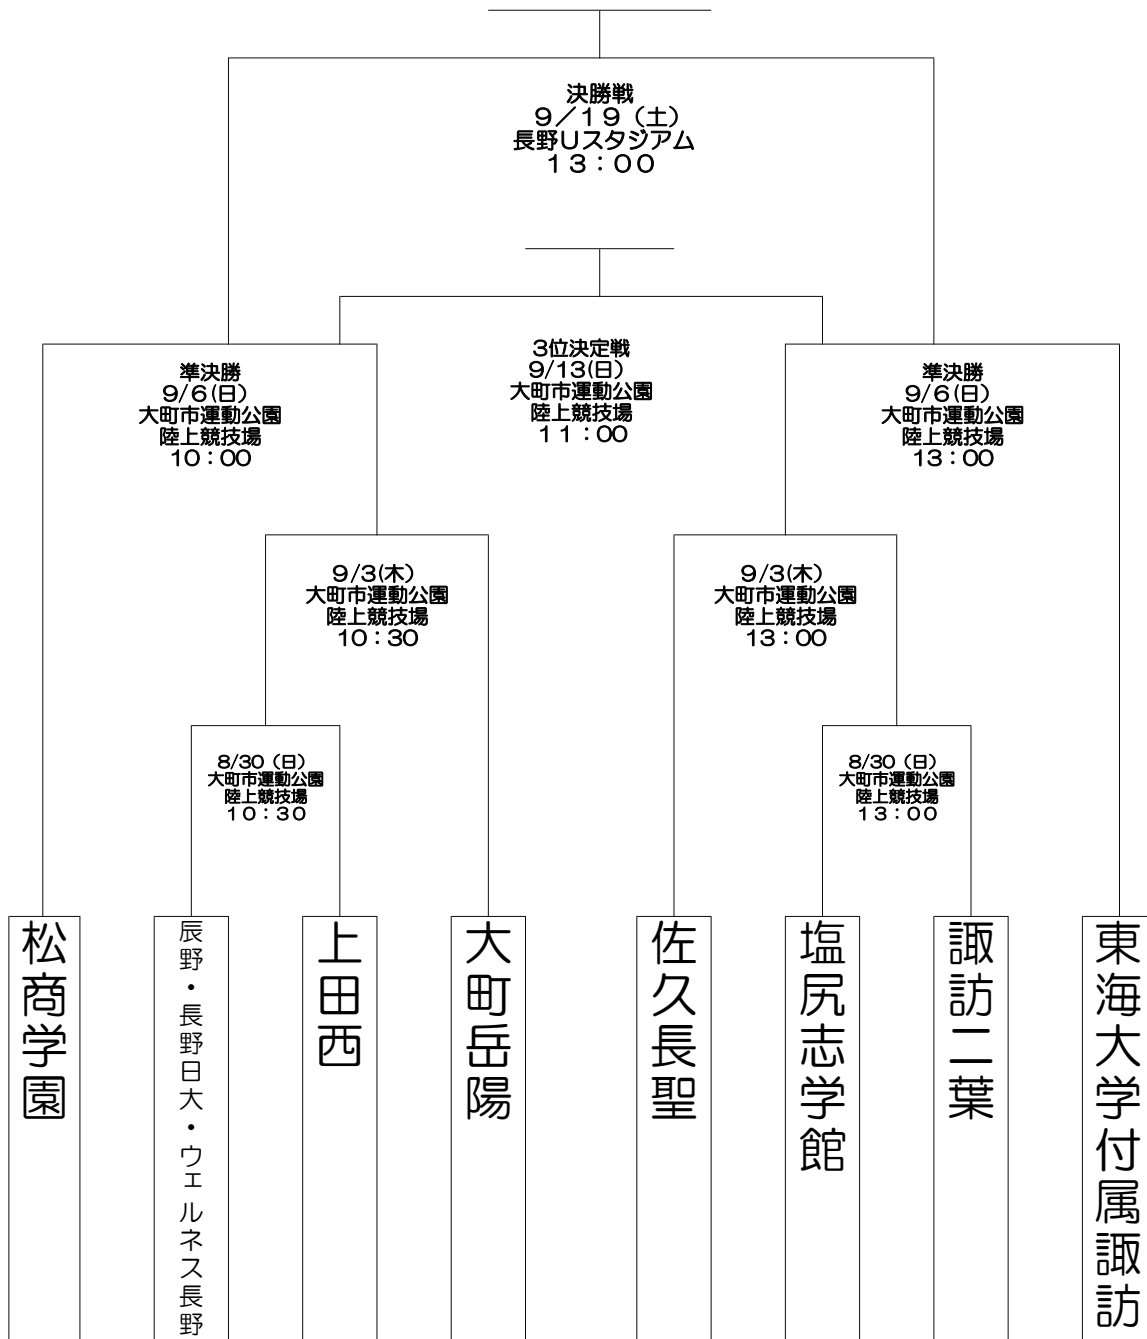 決勝戦
９／１９（土）
長野Uスタジアム
１３：００
3位決定戦
9/13(日)
大町市運動公園
陸上競技場
１１：００
準決勝
9/６(日)
大町市運動公園
陸上競技場
10：00
準決勝
9/６(日)
大町市運動公園
陸上競技場
13：00
9/3(木)
大町市運動公園
陸上競技場
10：30
9/3(木)
大町市運動公園
陸上競技場
13：00
8/30（日）
大町市運動公園
陸上競技場
１０：３０
8/30（日）
大町市運動公園
陸上競技場
１３：００
松商学園
辰野・長野日大・ウェルネス長野
上田西
大町岳陽
佐久長聖
塩尻志学館
諏訪二葉
東海大学付属諏訪